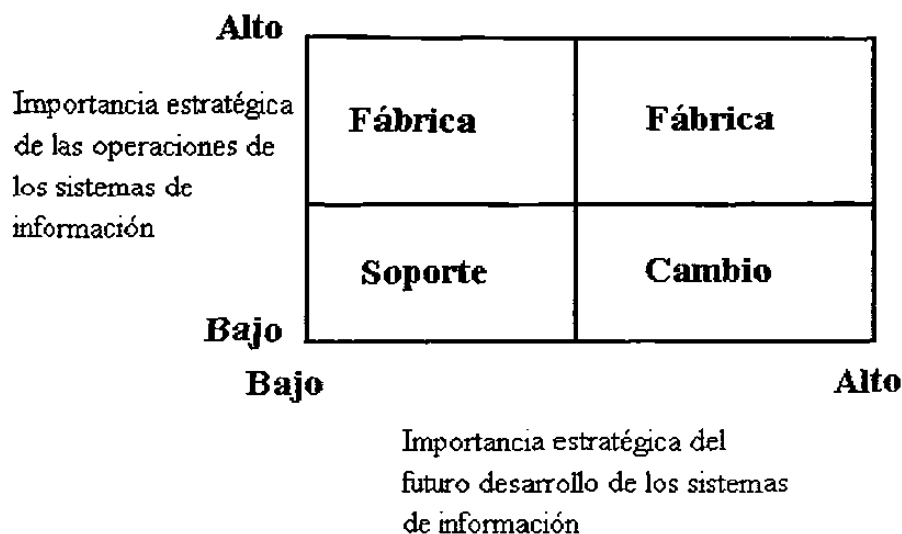 Alto
Importancia estratégica
de las operaciones de
los sistemas de
información
Fábrica
Fábrica
Soporte
Cambio
Bajo
Bajo
Alto
Importancia estratégica del
futuro desarrollo de los sistemas
de información